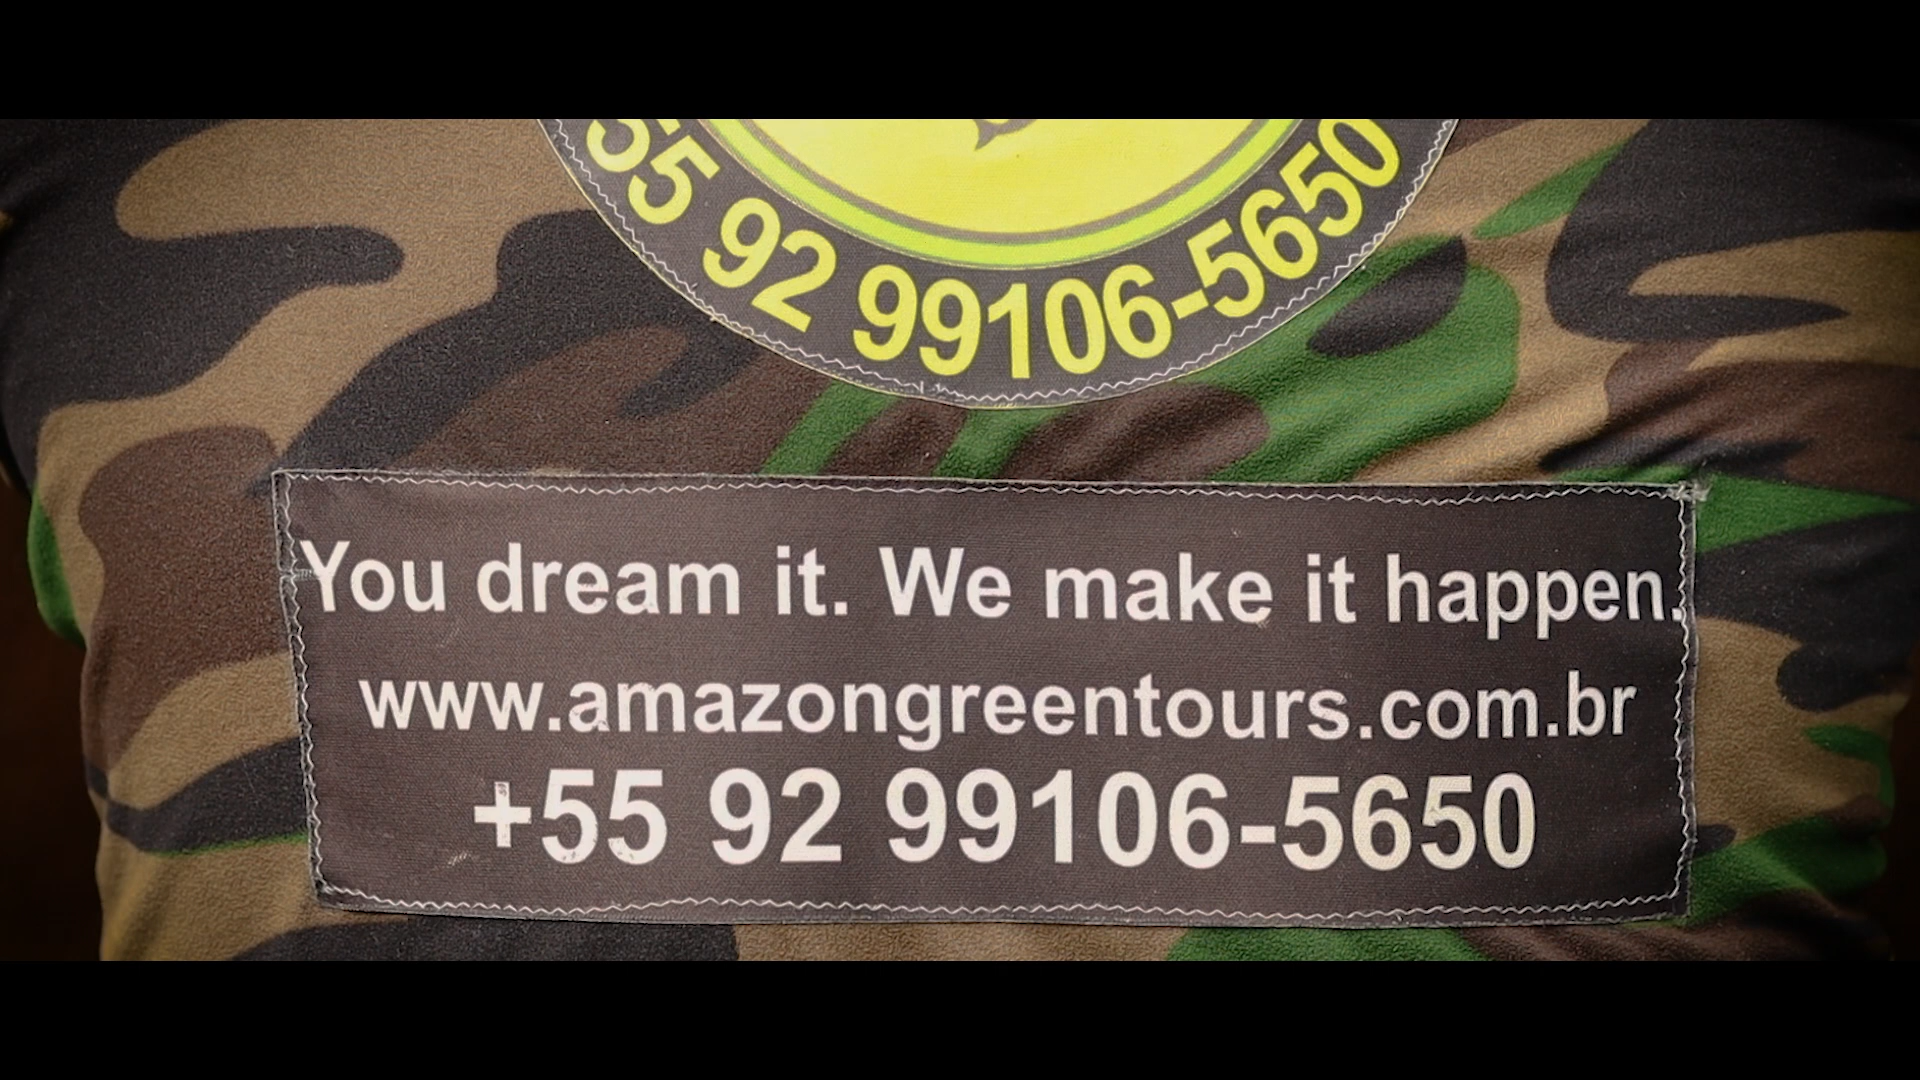 55 92 99106-5650
You dream it. We make it happen.
www.amazongreentours.com.br
+55 92 99106-5650